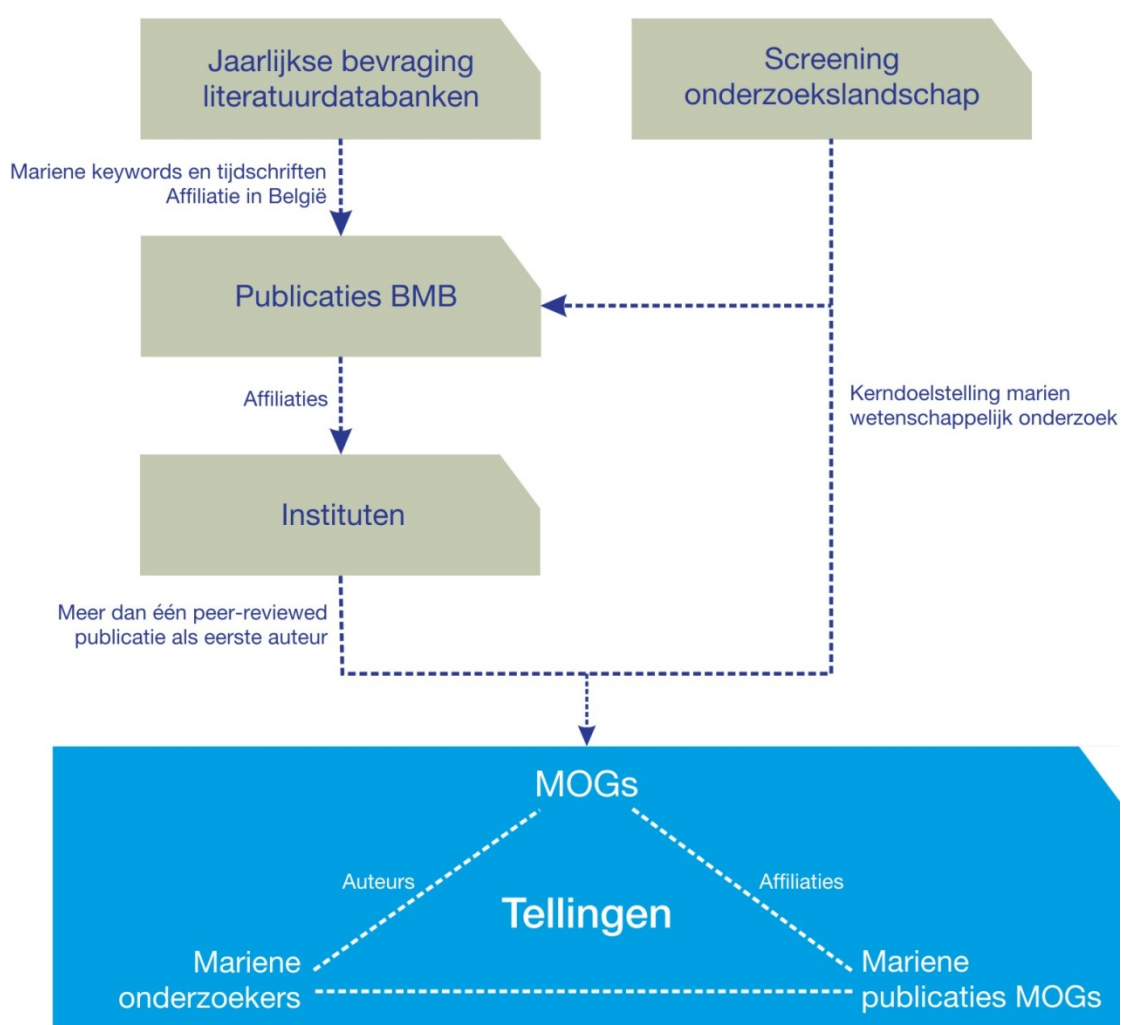 Jaarlijkse bevraging
literatuurdatabanken
Screening
onderzoekslandschap
Mariene keywords en tijdschriften
Affiliatie in België
Publicaties BMB
Affiliaties
Kerndoelstelling marien
wetenschappelijk onderzoek
Instituten
Meer dan één peer-reviewed
publicatie als eerste auteur
MOGs
Auteurs
Affiliaties
Tellingen
Mariene
onderzoekers
Mariene
publicaties MOGs